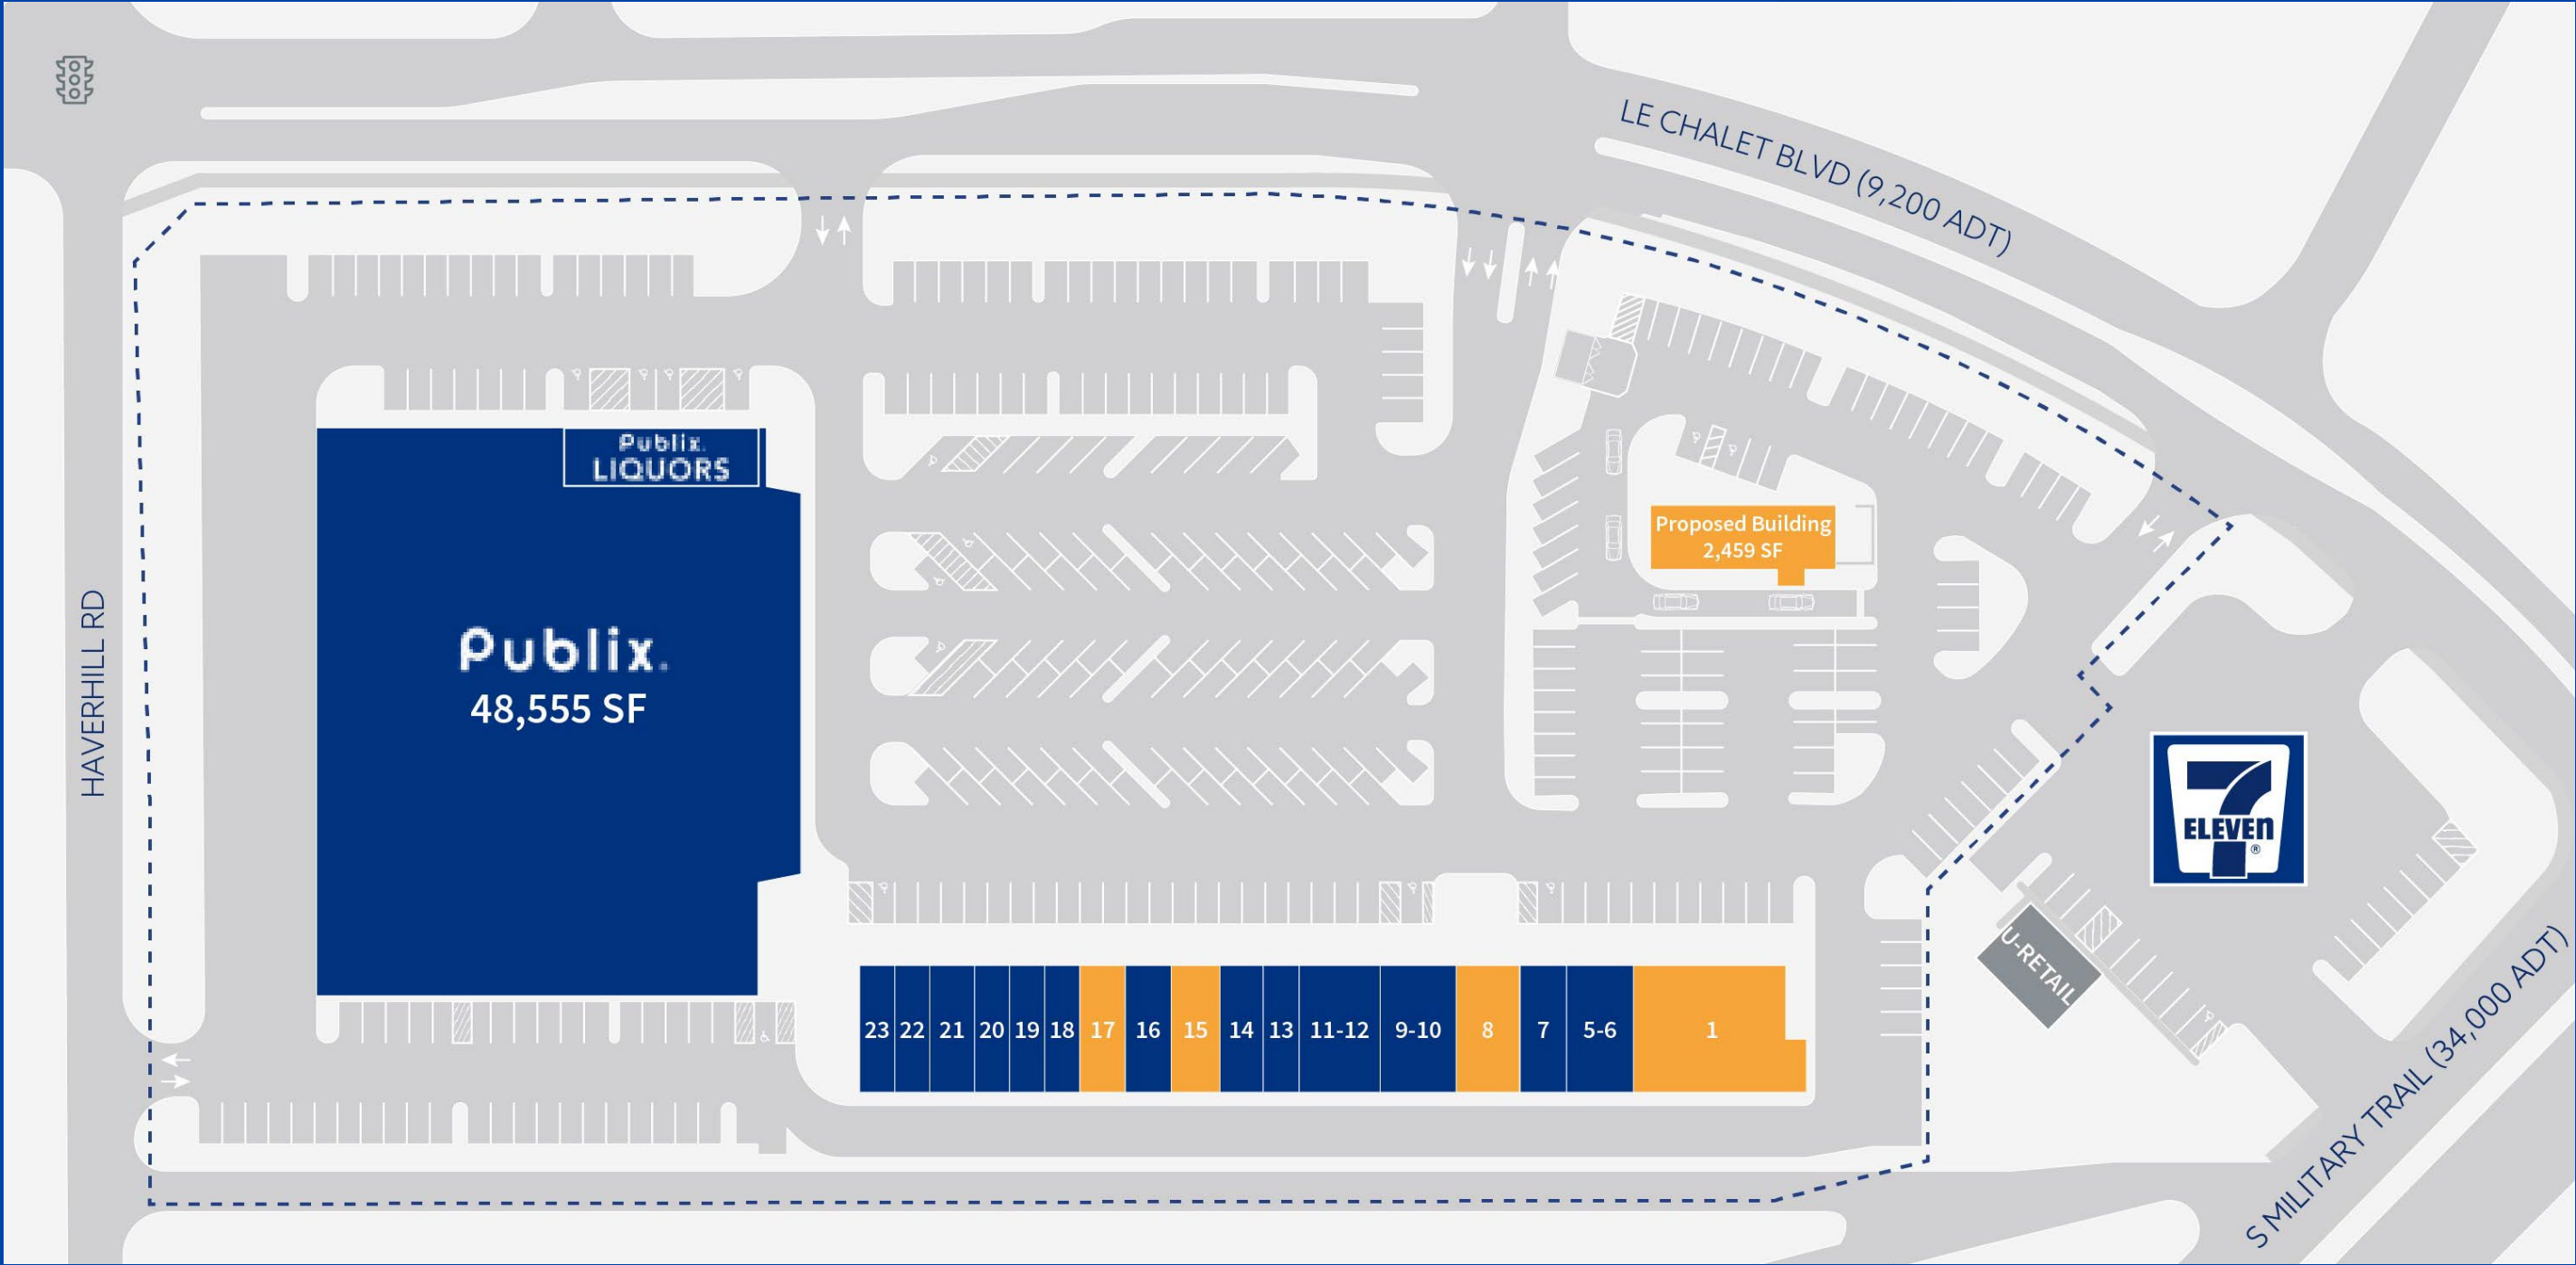 LE CHALET BLVD (9,200 ADT)
Publix.
LIQUORS
Proposed Building
2,459 SF
HAVERHILL RD
Publix.
48,555 SF
7
ELEVEn
®
U-RETAIL
23 22 21 20 19 18 17 16 15 14 13 11-12 9-10 8 7 5-6 1
S MILITARY TRAIL (34,000 ADT)